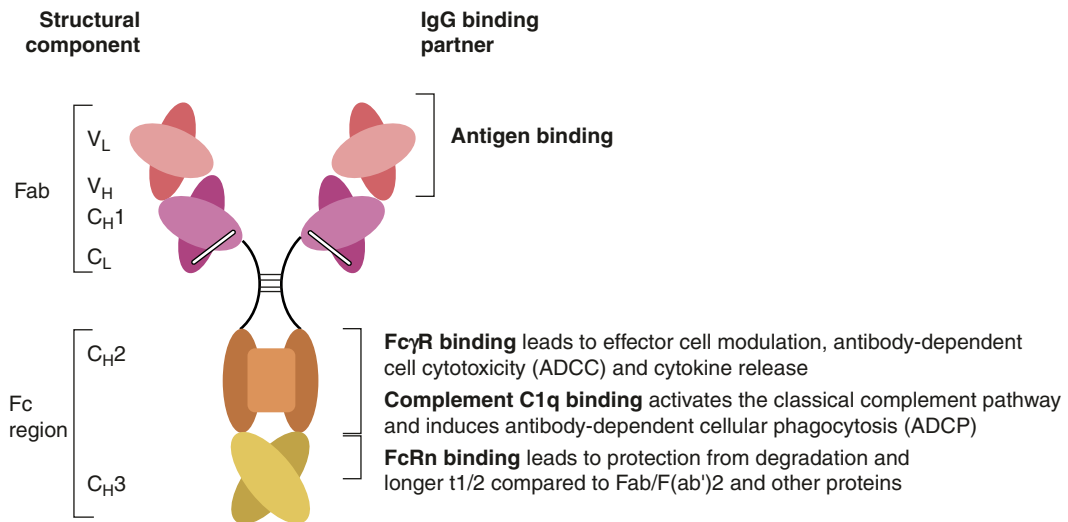 Structural
component
IgG binding
partner
Fab
V_L
V_H
C_H1
C_L
Antigen binding
Fc
region
C_H2
C_H3
FcγR binding leads to effector cell modulation, antibody-dependent
cell cytotoxicity (ADCC) and cytokine release
Complement C1q binding activates the classical complement pathway
and induces antibody-dependent cellular phagocytosis (ADCP)
FcRn binding leads to protection from degradation and
longer t1/2 compared to Fab/F(ab')2 and other proteins